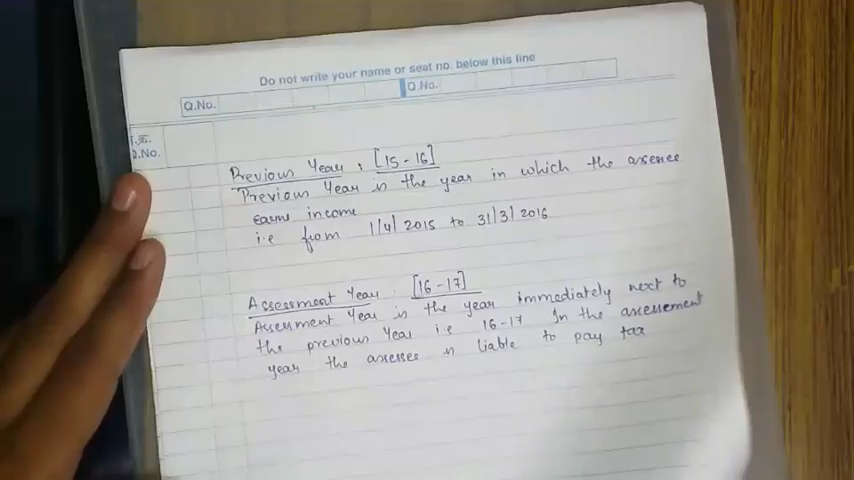 Do not write your name or seat no. below this line
Q.No. Q.No.
प्र.क्र.
Q.No.
Previous Year : [15-16]
Previous Year is the year in which the assesee
earns income
i.e from 1/4/2015 to 31/3/2016
Assessment Year : [16-17]
Assessment Year is the year immediately next to
the previous Year i.e 16-17 In the assessement
year the assesee is liable to pay tax